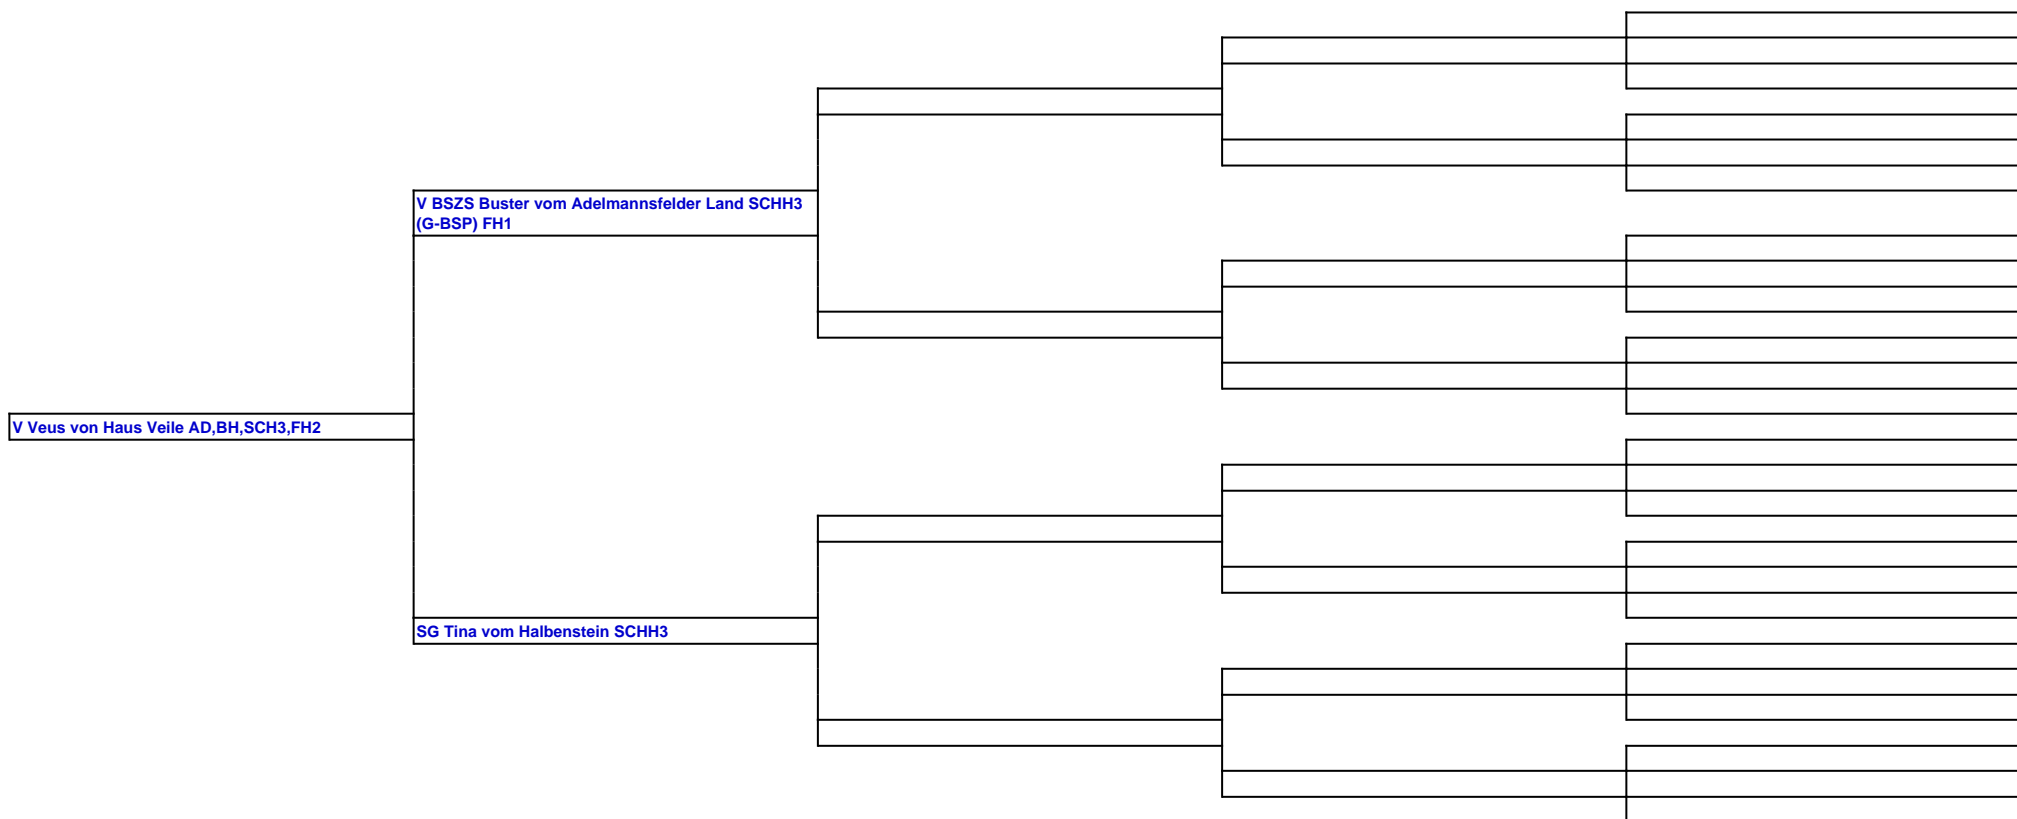 V BSZS Buster vom Adelmannsfelder Land SCHH3
(G-BSP) FH1
V Veus von Haus Veile AD,BH,SCH3,FH2
SG Tina vom Halbenstein SCHH3